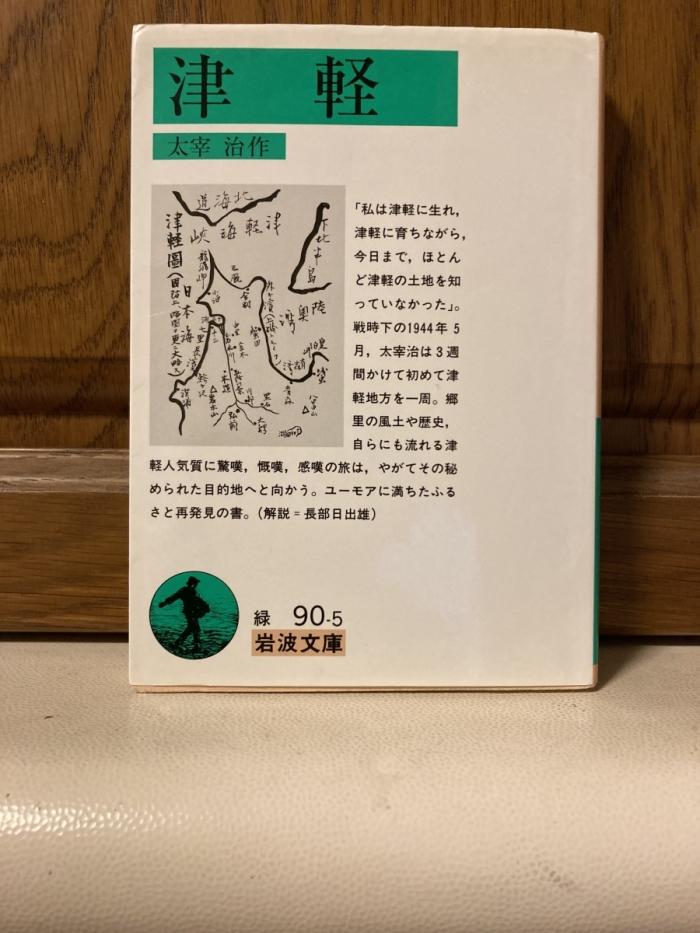 津 軽
太宰 治作
道海北
津軽海峡
下北半島
津軽圖
日本海
陸奥湾
七里長濱
弘前
「私は津軽に生れ,
津軽に育ちながら,
今日まで, ほとん
ど津軽の土地を知
っていなかった」。
戦時下の1944年5
月, 太宰治は3週
間かけて初めて津
軽地方を一周。郷
里の風土や歴史,
自らにも流れる津
軽人気質に驚嘆, 慨嘆, 感嘆の旅は, やがてその秘
められた目的地へと向かう。ユーモアに満ちたふる
さと再発見の書。(解説=長部日出雄)
緑 90-5
岩波文庫